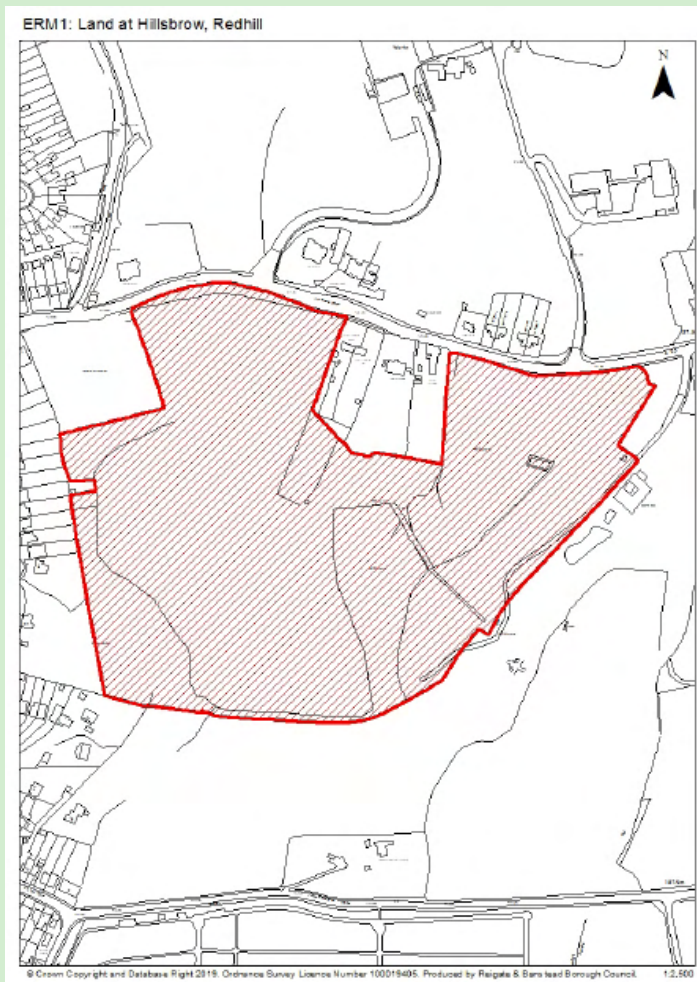 ERM1: Land at Hillsbrow, Redhill
N
© Crown Copyright and Database Right 2019. Ordnance Survey Licence Number 100019405. Produced by Reigate & Banstead Borough Council. 1:2,500